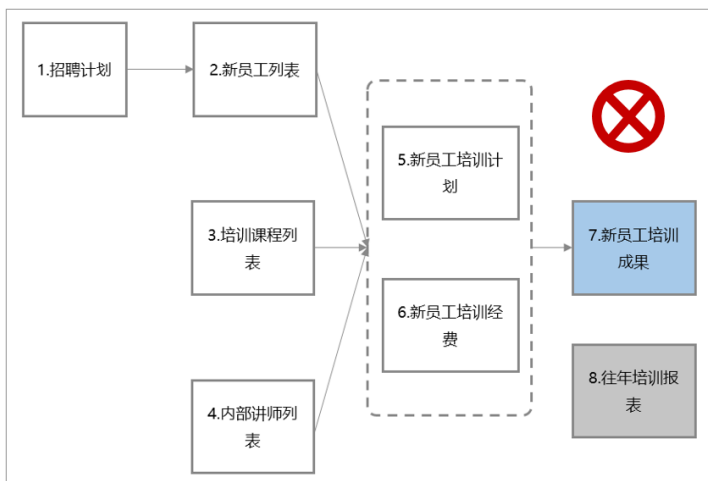 1.招聘计划
2.新员工列表
3.培训课程列
表
4.内部讲师列
表
5.新员工培训计
划
6.新员工培训经
费
7.新员工培训
成果
8.往年培训报
表